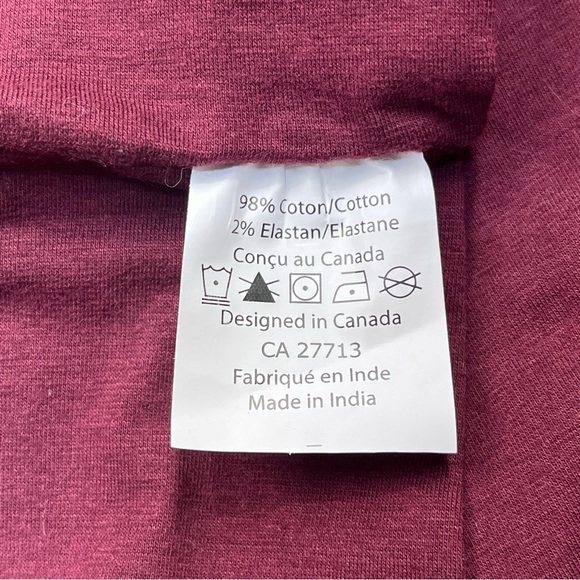 98% Coton/Cotton
2% Elastan/Elastane
Conçu au Canada
Designed in Canada
CA 27713
Fabriqué en Inde
Made in India